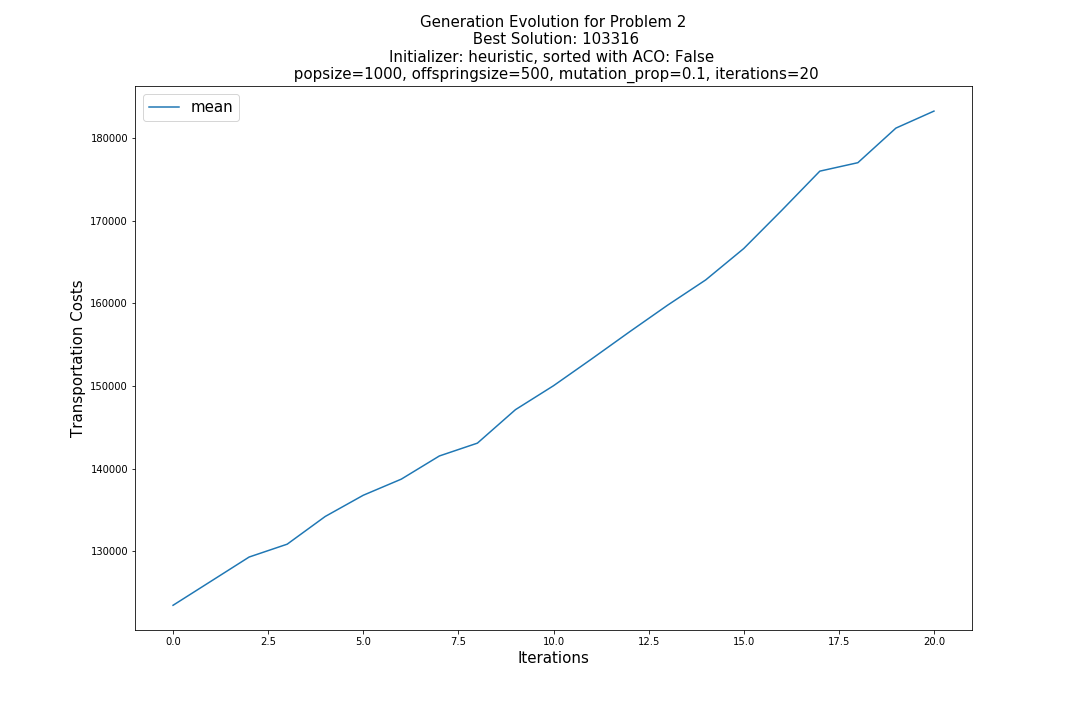 Generation Evolution for Problem 2
Best Solution: 103316
Initializer: heuristic, sorted with ACO: False
popsize=1000, offspringsize=500, mutation_prop=0.1, iterations=20
mean
180000
170000
160000
150000
140000
130000
Transportation Costs
0.0 2.5 5.0 7.5 10.0 12.5 15.0 17.5 20.0
Iterations